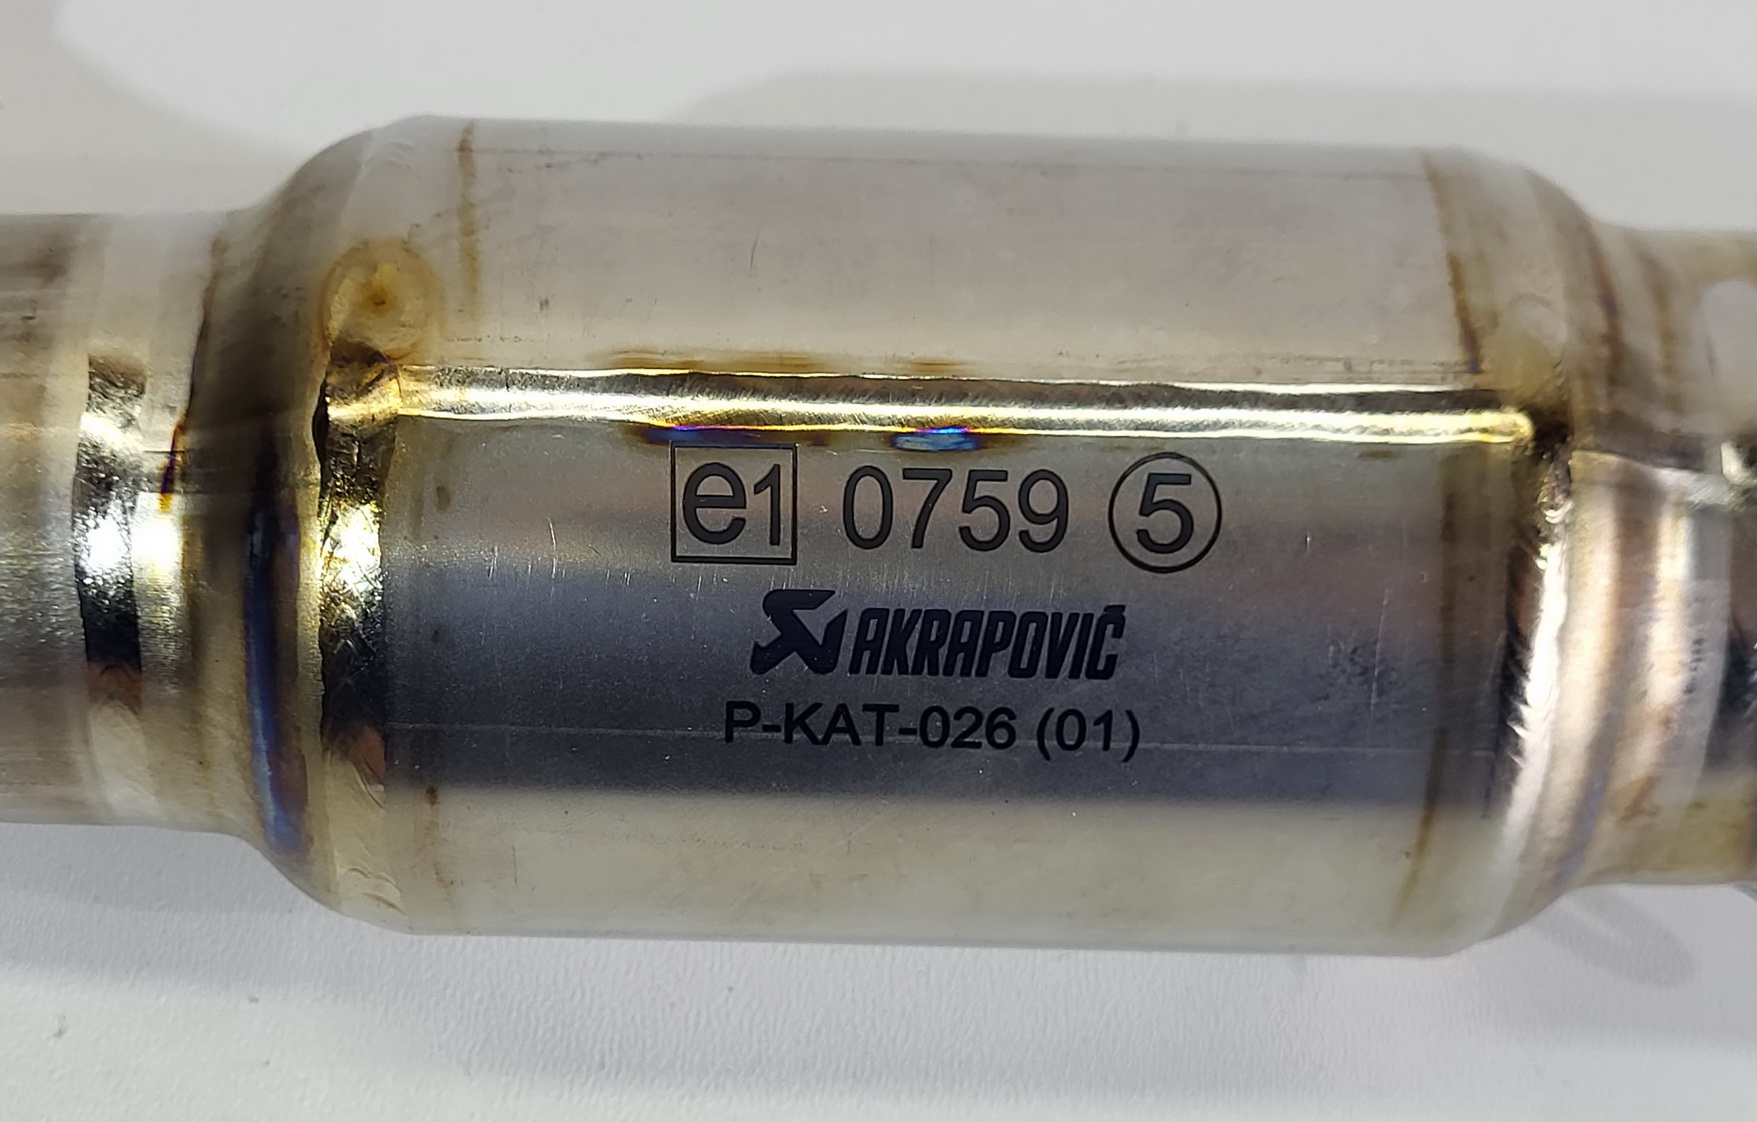 e1 0759 5
AKRAPOVIČ
P-KAT-026 (01)